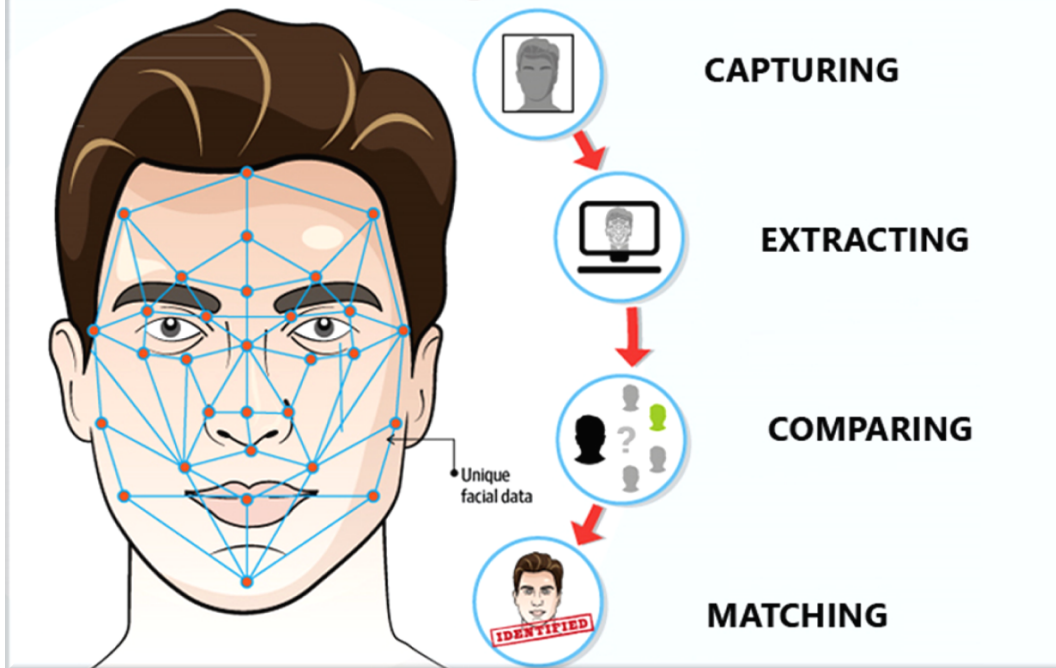 CAPTURING
EXTRACTING
COMPARING
?
Unique
facial data
IDENTIFIED
MATCHING